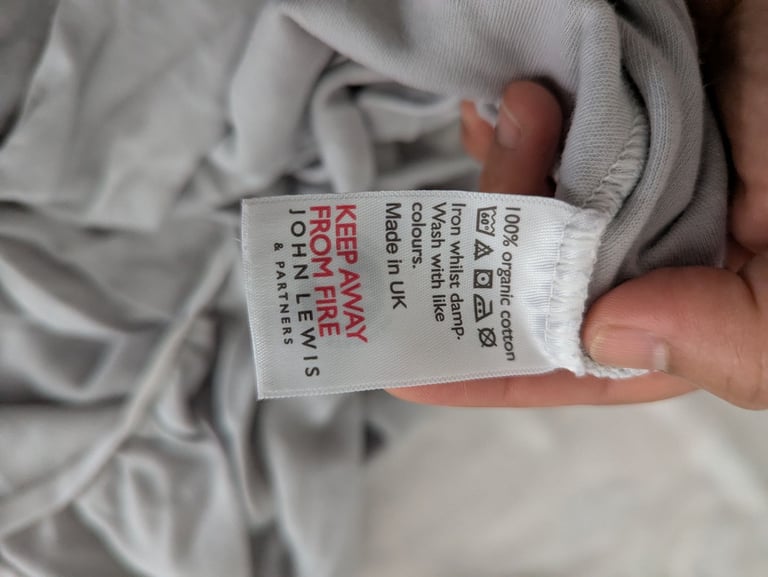 100% organic cotton
60°
Iron whilst damp.
Wash with like
colours.
Made in UK
KEEP AWAY
FROM FIRE
JOHN LEWIS
& PARTNERS